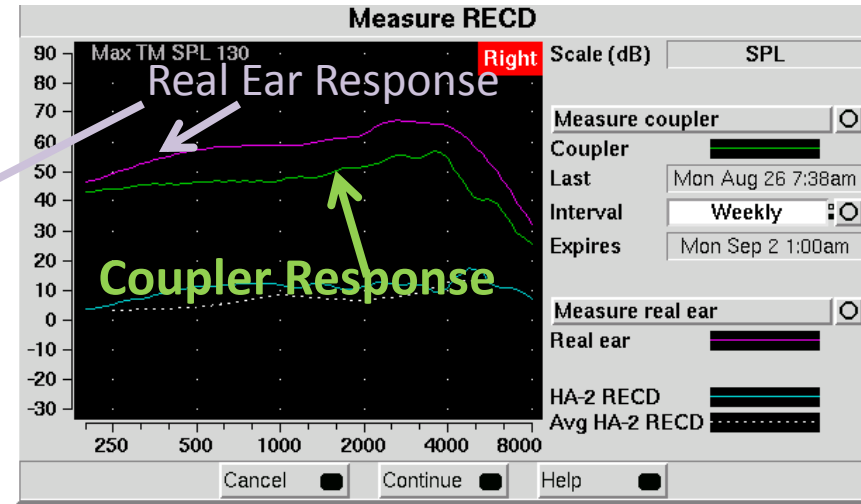 Measure RECD
Max TM SPL 130
Right
Real Ear Response
Coupler Response
90
80
70
60
50
40
30
20
10
0
-10
-20
-30
250 500 1000 2000 4000 8000
Scale (dB) SPL
Measure coupler
Coupler
Last Mon Aug 26 7:38am
Interval Weekly
Expires Mon Sep 2 1:00am
Measure real ear
Real ear
HA-2 RECD
Avg HA-2 RECD
Cancel Continue Help